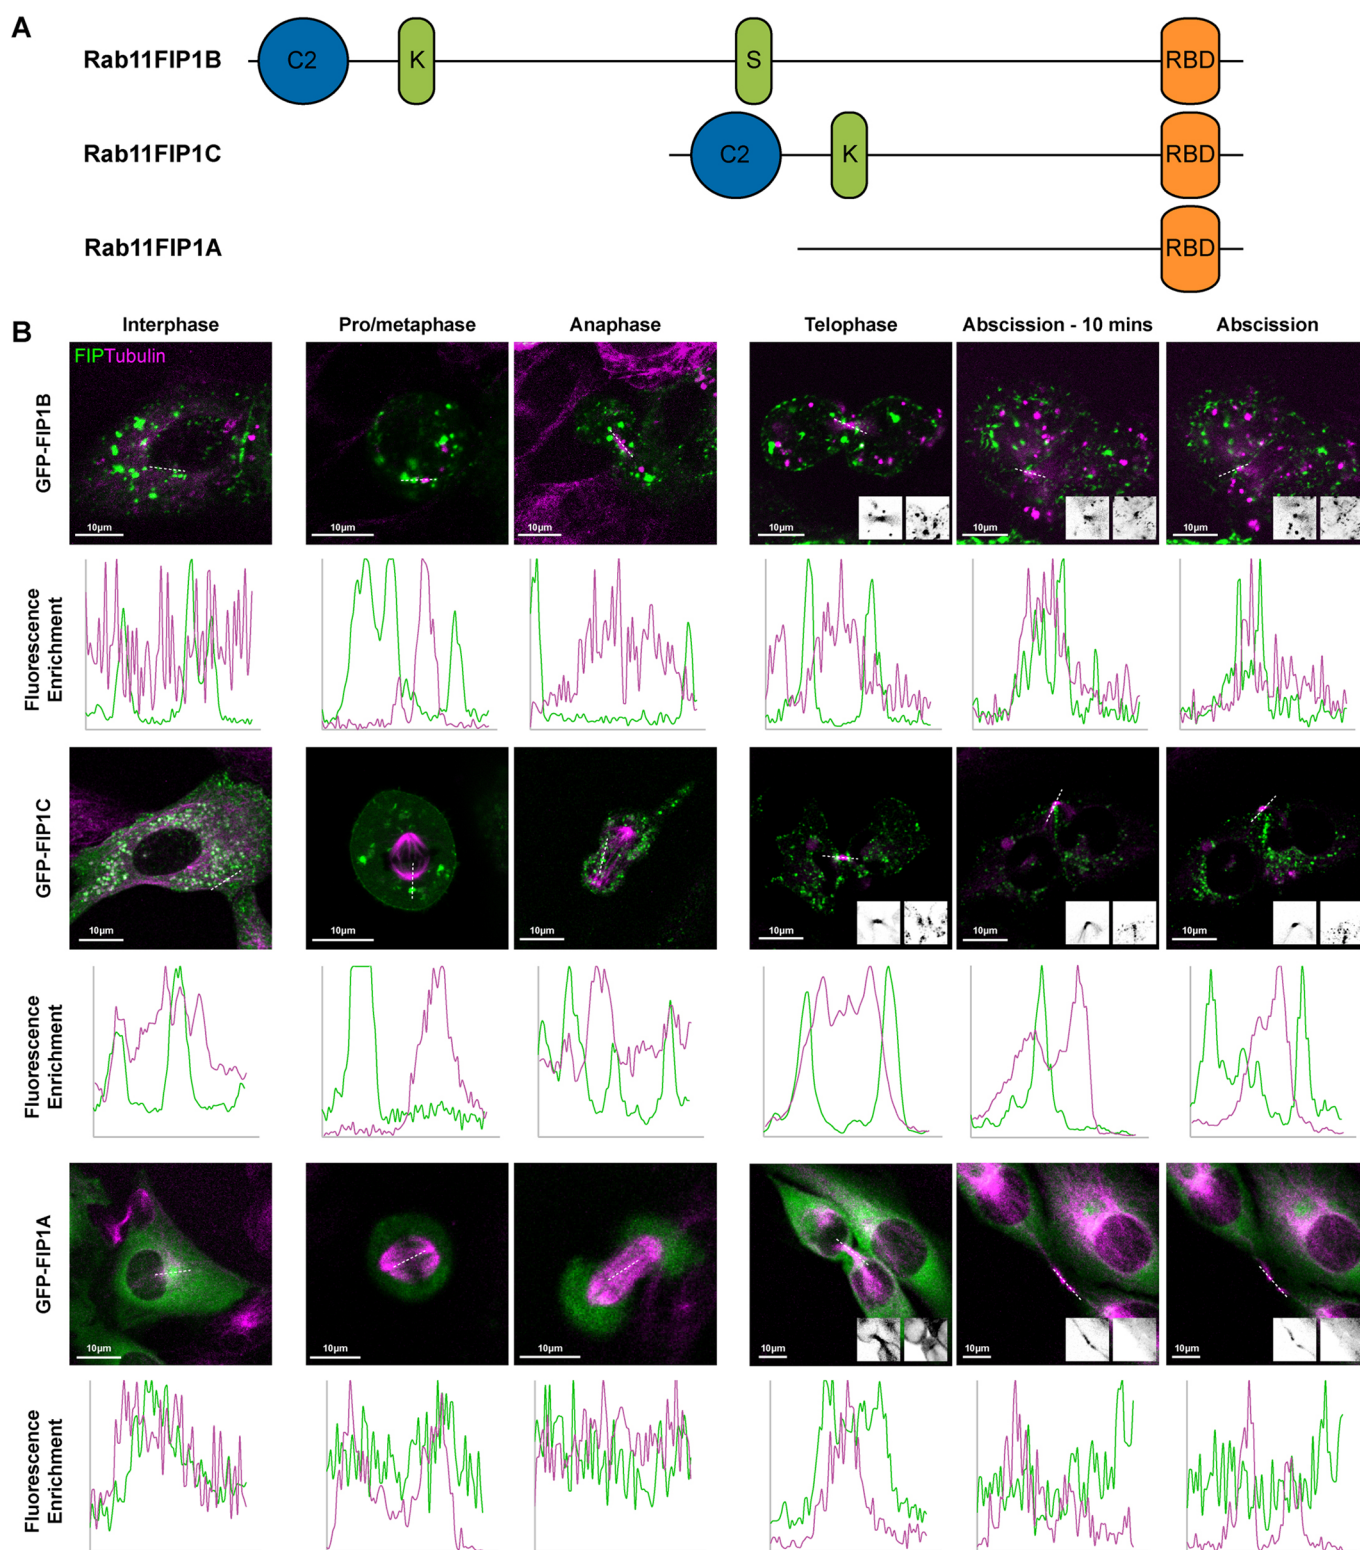 A
Rab11FIP1B
C2
K
S
RBD
Rab11FIP1C
C2
K
RBD
Rab11FIP1A
RBD
B
Interphase
Pro/metaphase
Anaphase
Telophase
Abscission - 10 mins
Abscission
GFP-FIP1B
FIPTubulin
10µm
10µm
10µm
10µm
10µm
10µm
Fluorescence
Enrichment
GFP-FIP1C
10µm
10µm
10µm
10µm
10µm
10µm
Fluorescence
Enrichment
GFP-FIP1A
10µm
10µm
10µm
10µm
10µm
10µm
Fluorescence
Enrichment